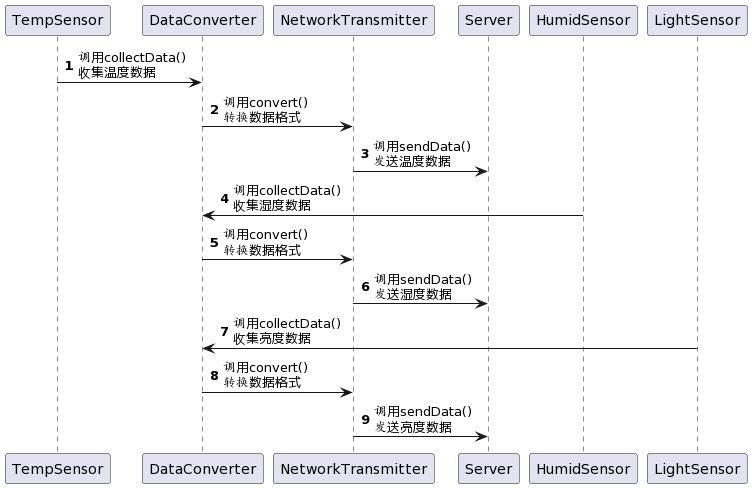 TempSensor DataConverter NetworkTransmitter Server HumidSensor LightSensor
1 调用collectData()
收集温度数据
2 调用convert()
转换数据格式
3 调用sendData()
发送温度数据
4 调用collectData()
收集湿度数据
5 调用convert()
转换数据格式
6 调用sendData()
发送湿度数据
7 调用collectData()
收集亮度数据
8 调用convert()
转换数据格式
9 调用sendData()
发送亮度数据
TempSensor DataConverter NetworkTransmitter Server HumidSensor LightSensor